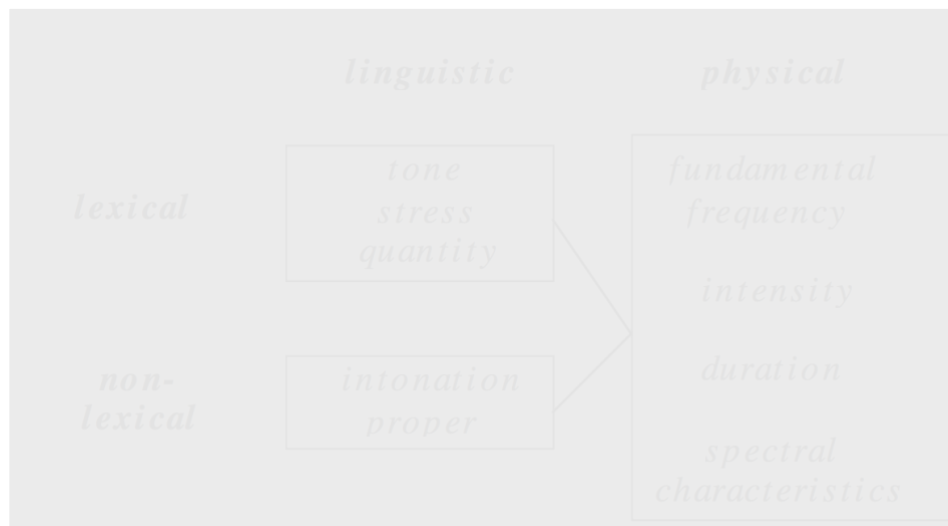 linguistic physical
lexical
tone
stress
quantity
fundamental
frequency
intensity
duration
spectral
characteristics
non-
lexical
intonation
proper